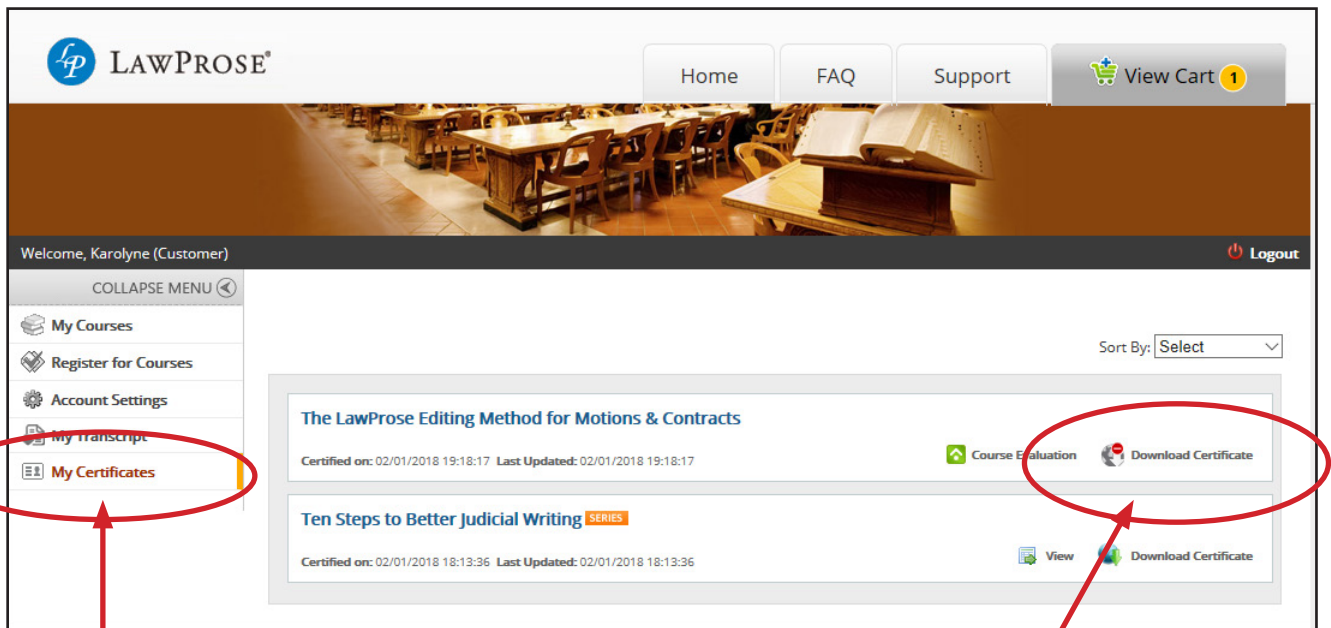 LP LAWPROSE®
Home FAQ Support View Cart 1
Welcome, Karolyne (Customer) Logout
COLLAPSE MENU
My Courses
Sort By: Select
Register for Courses
Account Settings
My Transcript
My Certificates
The LawProse Editing Method for Motions & Contracts
Certified on: 02/01/2018 19:18:17 Last Updated: 02/01/2018 19:18:17 Course Evaluation Download Certificate
Ten Steps to Better Judicial Writing SERIES
Certified on: 02/01/2018 18:13:36 Last Updated: 02/01/2018 18:13:36 View Download Certificate